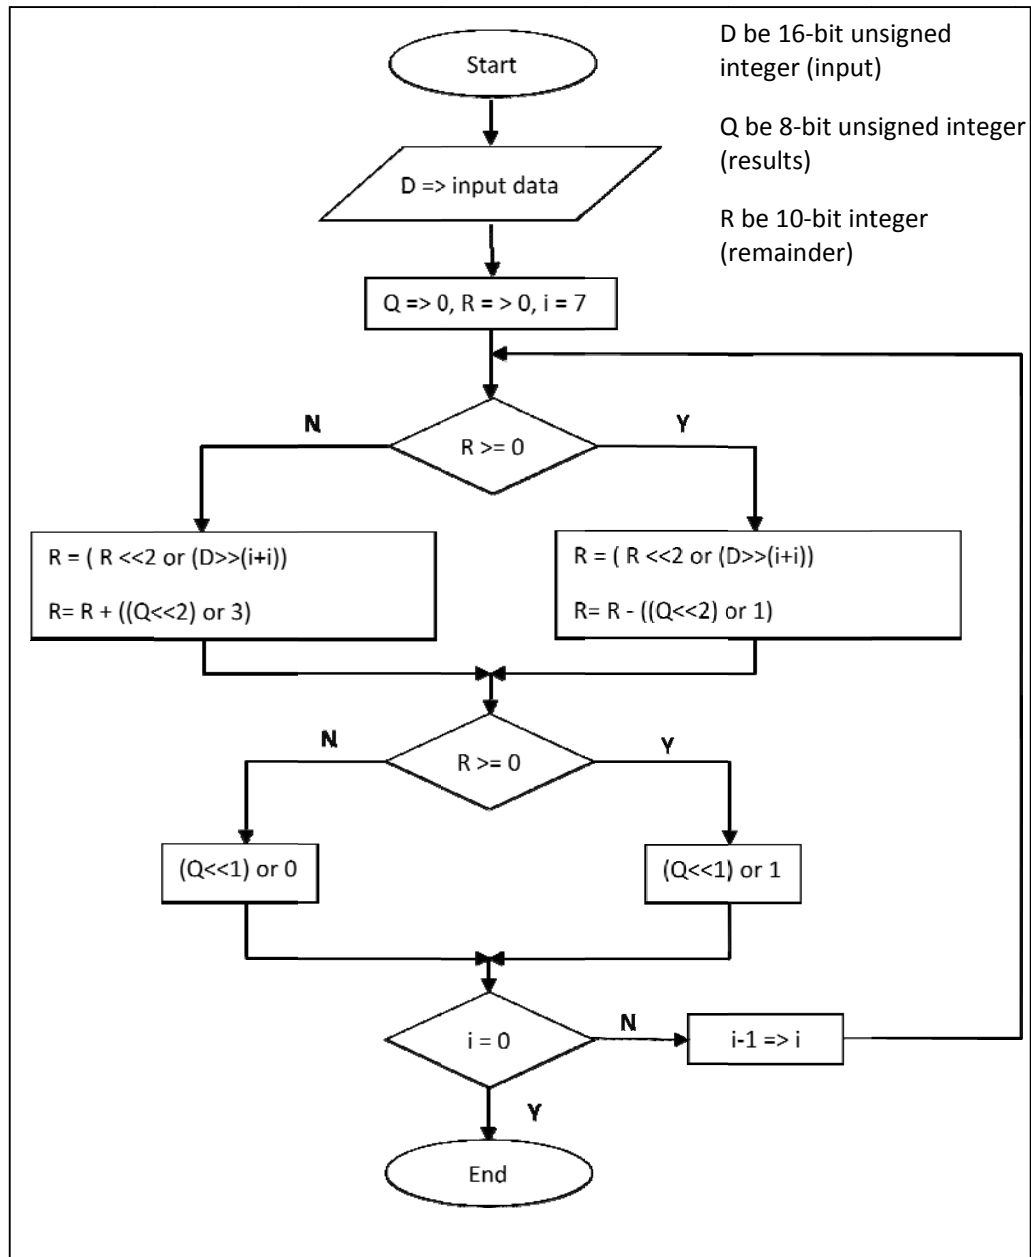 Start
D be 16-bit unsigned
integer (input)
Q be 8-bit unsigned integer
(results)
R be 10-bit integer
(remainder)
D => input data
Q => 0, R = > 0, i = 7
N
R >= 0
Y
R = ( R <<2 or (D>>(i+i))
R= R + ((Q<<2) or 3)
R = ( R <<2 or (D>>(i+i))
R= R - ((Q<<2) or 1)
N
R >= 0
Y
(Q<<1) or 0
(Q<<1) or 1
i = 0
N
i-1 => i
Y
End